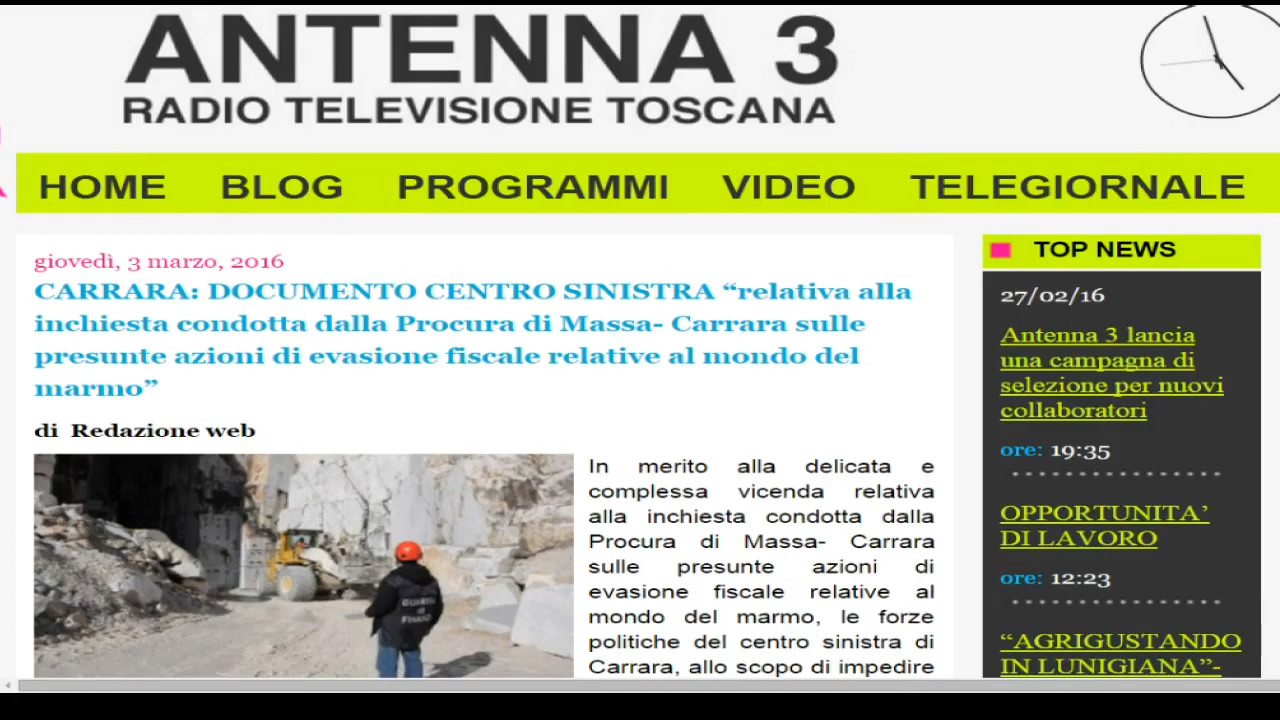 ANTENNA 3
RADIO TELEVISIONE TOSCANA
HOME BLOG PROGRAMMI VIDEO TELEGIORNALE
giovedì, 3 marzo, 2016
CARRARA: DOCUMENTO CENTRO SINISTRA “relativa alla
inchiesta condotta dalla Procura di Massa- Carrara sulle
presunte azioni di evasione fiscale relative al mondo del
marmo”
di Redazione web
GUARDIA
di
FINANZA
In merito alla delicata e
complessa vicenda relativa
alla inchiesta condotta dalla
Procura di Massa- Carrara
sulle presunte azioni di
evasione fiscale relative al
mondo del marmo, le forze
politiche del centro sinistra di
Carrara, allo scopo di impedire
TOP NEWS
27/02/16
Antenna 3 lancia
una campagna di
selezione per nuovi
collaboratori
ore: 19:35
OPPORTUNITA’
DI LAVORO
ore: 12:23
“AGRIGUSTANDO
IN LUNIGIANA”-